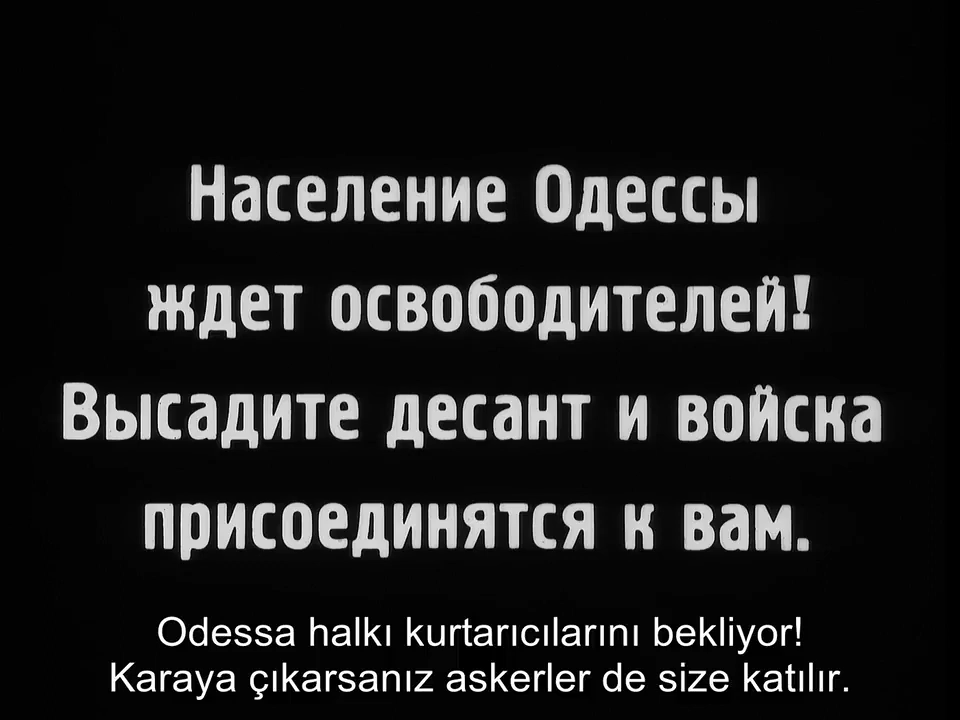 Население Одессы
ждет освободителей!
Высадите десант и войска
присоединятся к вам.
Odessa halkı kurtarıcılarını bekliyor!
Karaya çıkarsanız askerler de size katılır.